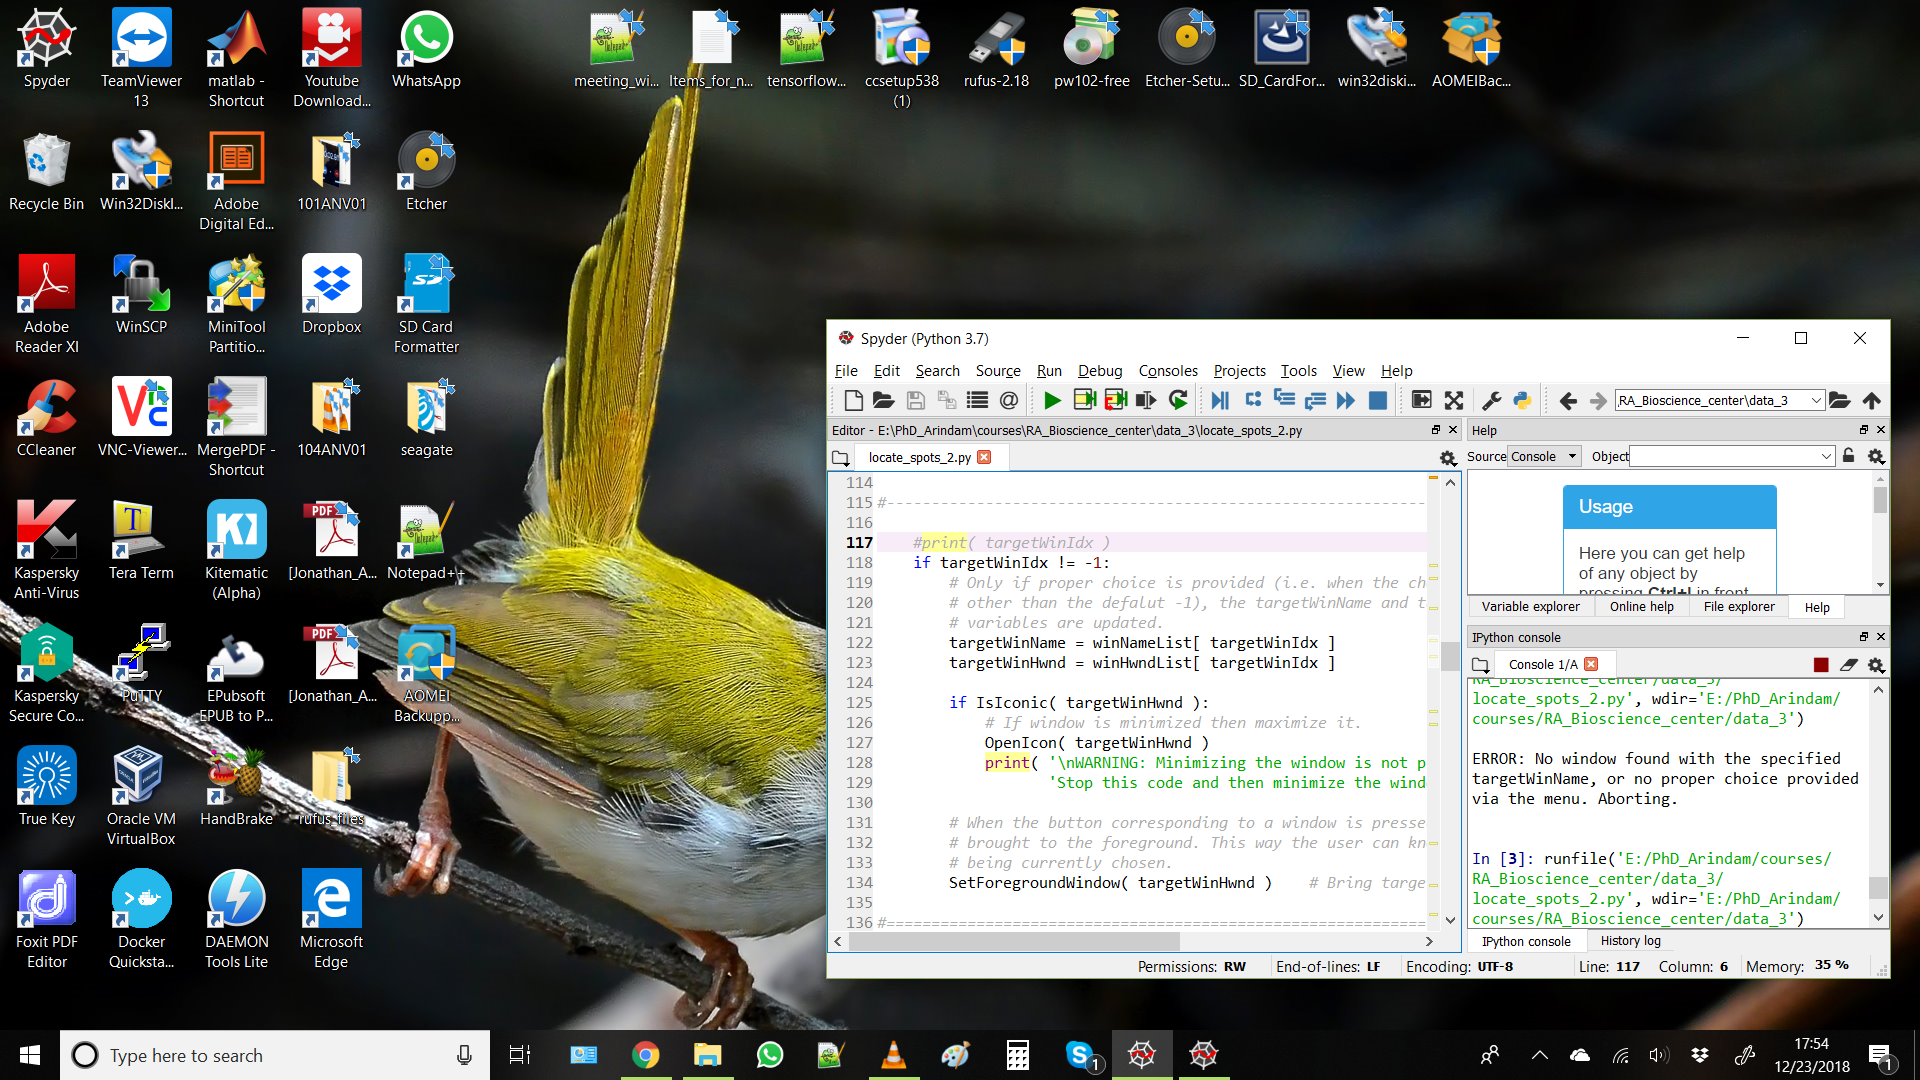 Spyder
TeamViewer
13
matlab -
Shortcut
Youtube
Download...
WhatsApp
meeting_wi...
Items_for_n...
tensorflow...
ccsetup538
(1)
rufus-2.18
pw102-free
Etcher-Setu...
SD_CardFor...
win32diski...
AOMEIBac...
Recycle Bin
Win32DiskI...
Adobe
Digital Ed...
101ANV01
Etcher
Adobe
Reader XI
WinSCP
MiniTool
Partitio...
Dropbox
SD Card
Formatter
CCleaner
VNC-Viewer...
MergePDF -
Shortcut
104ANV01
seagate
Kaspersky
Anti-Virus
Tera Term
Kitematic
(Alpha)
[Jonathan_A...
Notepad++
Kaspersky
Secure Co...
PuTTY
EPubsoft
EPUB to P...
[Jonathan_A...
AOMEI
Backupp...
True Key
Oracle VM
VirtualBox
HandBrake
rufus_files
Foxit PDF
Editor
Docker
Quicksta...
DAEMON
Tools Lite
Microsoft
Edge
Spyder (Python 3.7)
File Edit Search Source Run Debug Consoles Projects Tools View Help
RA_Bioscience_center\data_3
Editor - E:\PhD_Arindam\courses\RA_Bioscience_center\data_3\locate_spots_2.py
locate_spots_2.py
114
115 #------------------------------------------------------------
116
117 #print( targetWinIdx )
118 if targetWinIdx != -1:
119 # Only if proper choice is provided (i.e. when the ch
120 # other than the defalut -1), the targetWinName and t
121 # variables are updated.
122 targetWinName = winNameList[ targetWinIdx ]
123 targetWinHwnd = winHwndList[ targetWinIdx ]
124
125 if IsIconic( targetWinHwnd ):
126 # If window is minimized then maximize it.
127 OpenIcon( targetWinHwnd )
128 print( '\nWARNING: Minimizing the window is not p
129 'Stop this code and then minimize the wind
130
131 # When the button corresponding to a window is presse
132 # brought to the foreground. This way the user can kn
133 # being currently chosen.
134 SetForegroundWindow( targetWinHwnd ) # Bring targe
135
136 #============================================================
Help
Source Console Object
Usage
Here you can get help
of any object by
pressing Ctrl+I in front
Variable explorer Online help File explorer Help
IPython console
Console 1/A
RA_Bioscience_center/data_3/
locate_spots_2.py', wdir='E:/PhD_Arindam/
courses/RA_Bioscience_center/data_3')
ERROR: No window found with the specified
targetWinName, or no proper choice provided
via the menu. Aborting.
In [3]: runfile('E:/PhD_Arindam/courses/
RA_Bioscience_center/data_3/
locate_spots_2.py', wdir='E:/PhD_Arindam/
courses/RA_Bioscience_center/data_3')
IPython console History log
Permissions: RW End-of-lines: LF Encoding: UTF-8 Line: 117 Column: 6 Memory: 35 %
Type here to search
1
17:54
12/23/2018
1